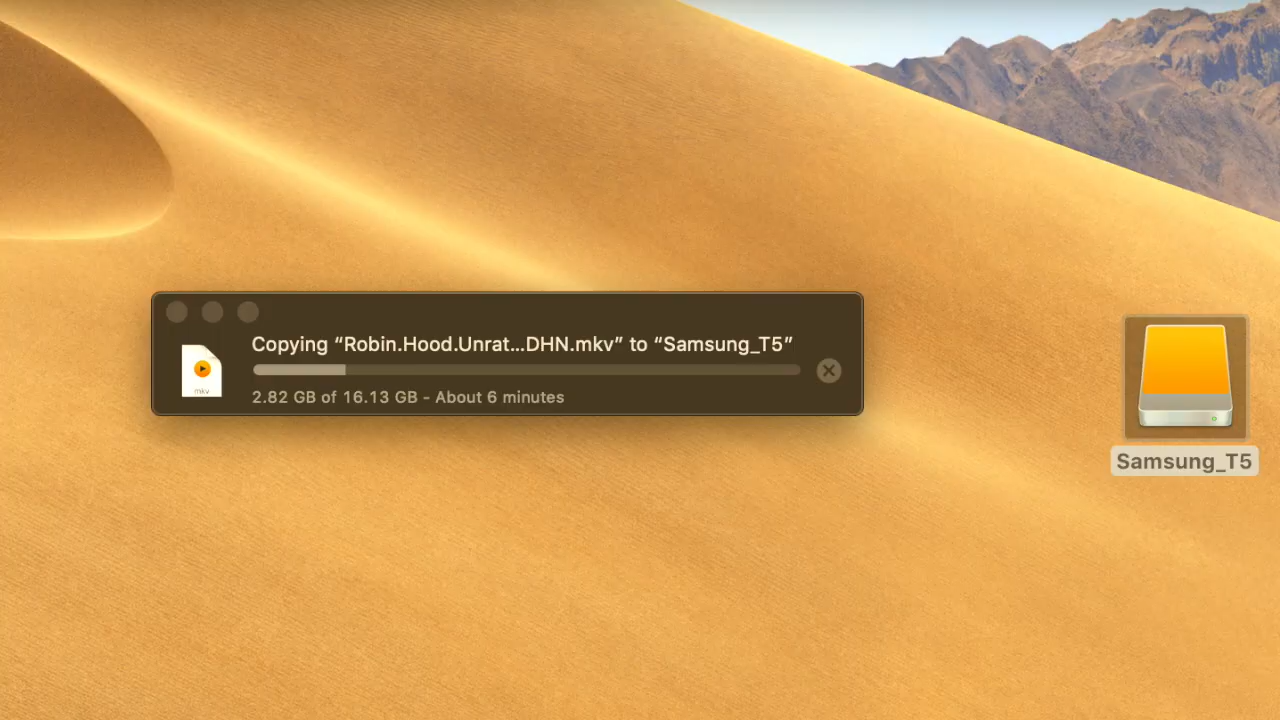 Copying “Robin.Hood.Unrat...DHN.mkv” to “Samsung_T5”
mkv
2.82 GB of 16.13 GB - About 6 minutes
Samsung_T5